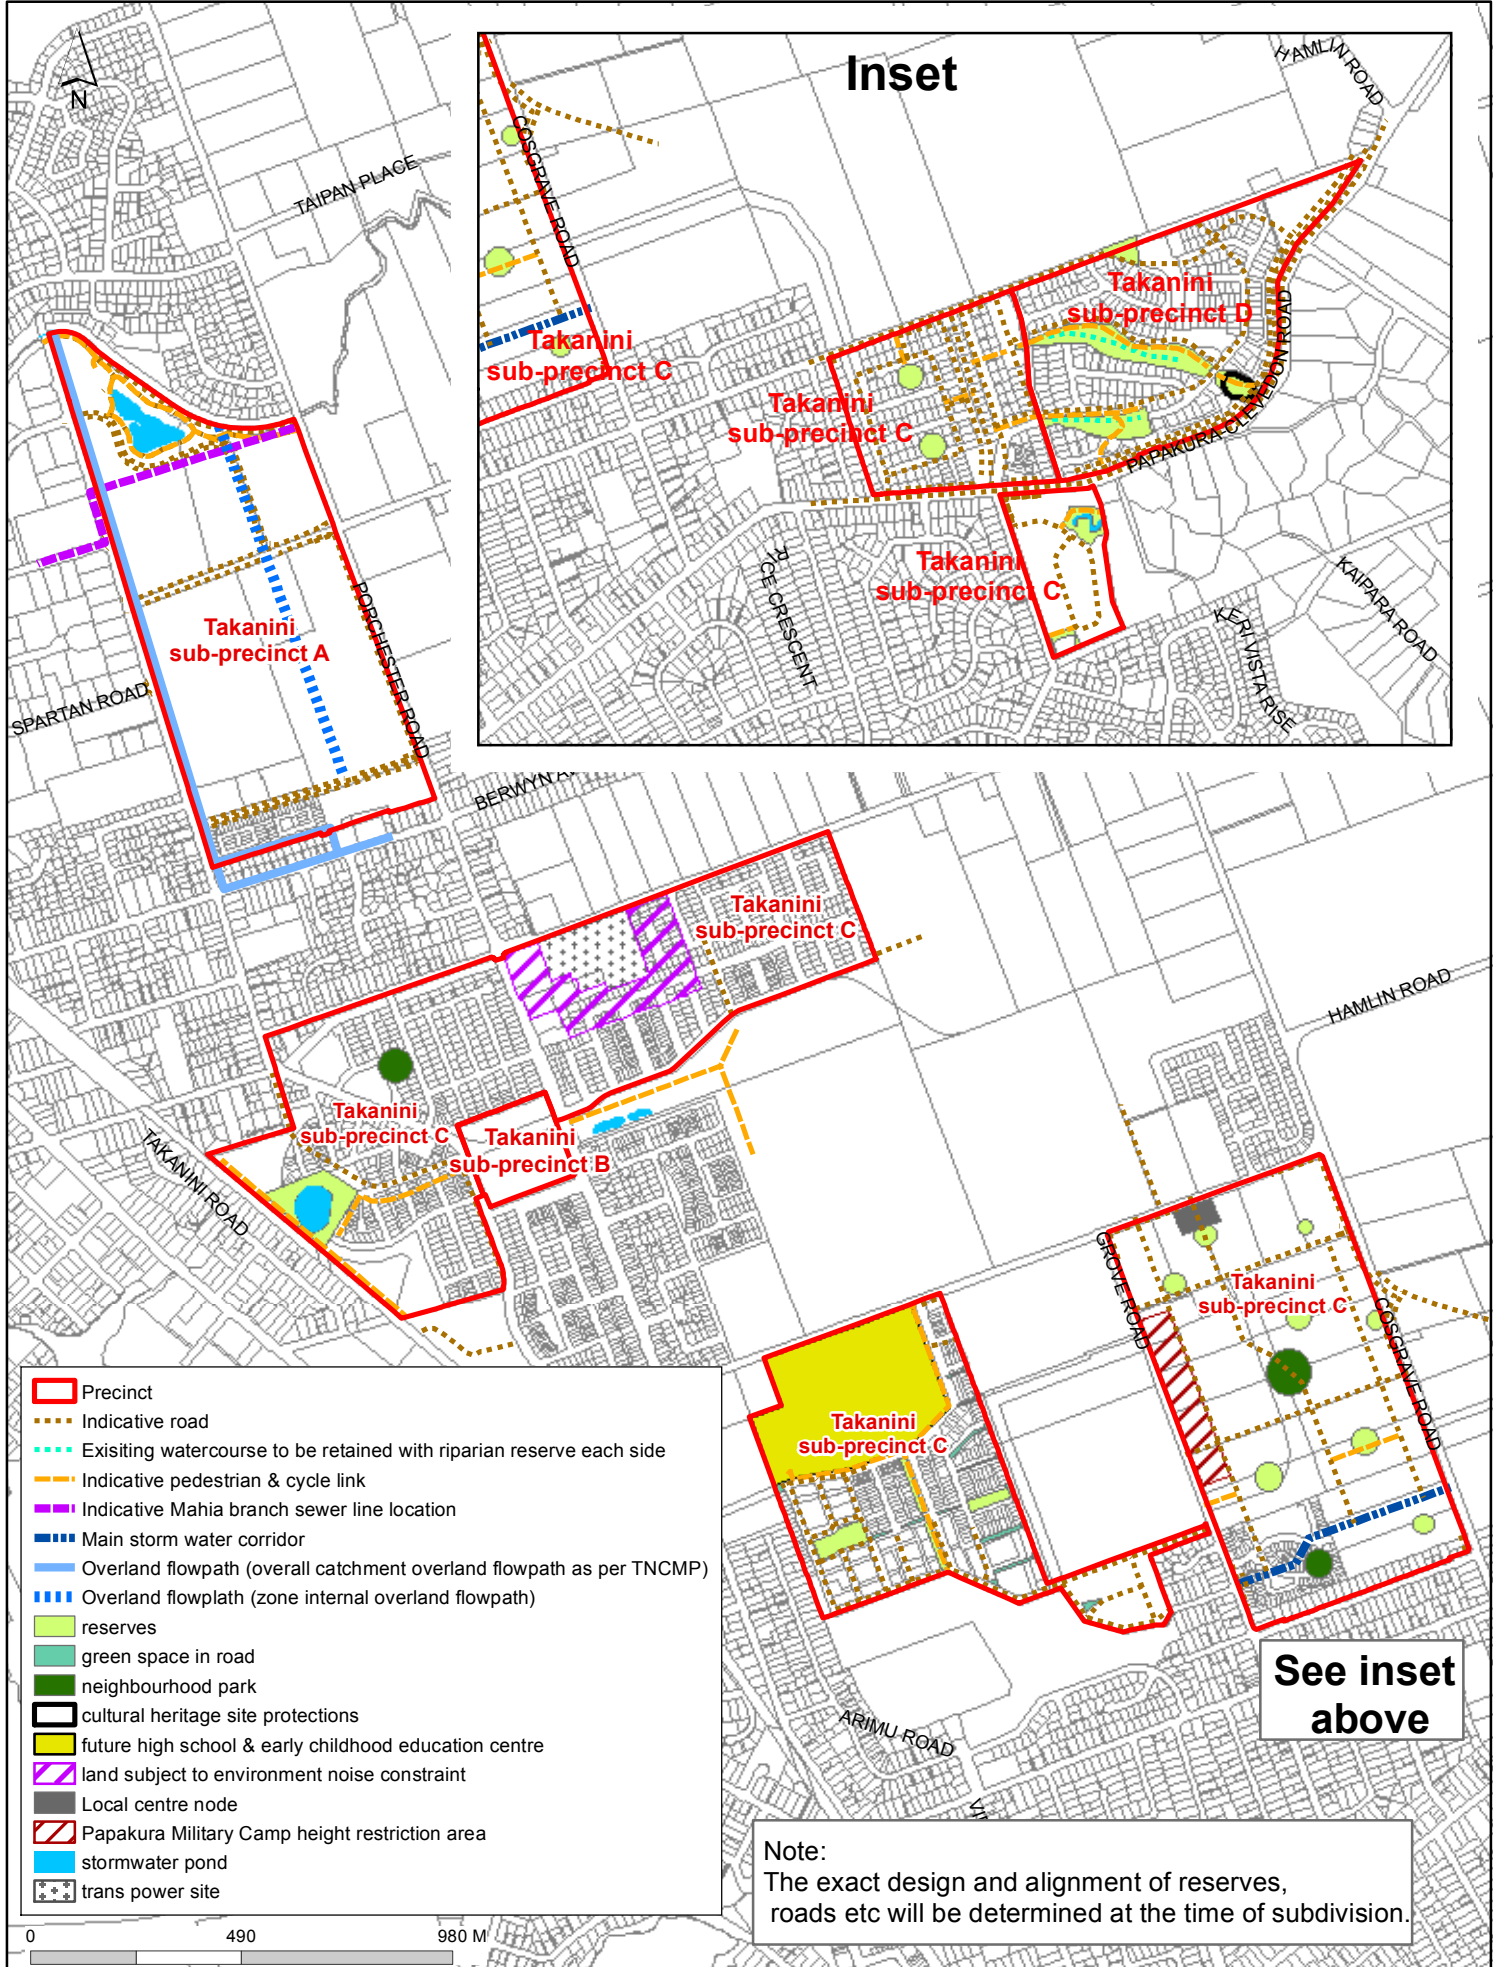 N
TAIPAN PLACE
Inset
HAMLIN ROAD
COSGRAVE ROAD
Takanini
sub-precinct D
Takanini
sub-precinct C
Takanini
sub-precinct C
PAPAKURA-CLEVEDON ROAD
Takanini
sub-precinct C
KAIPARA ROAD
KERI VISTA RISE
Takanini
sub-precinct A
PORCHESTER ROAD
SPARTAN ROAD
Takanini
sub-precinct C
HAMLIN ROAD
Takanini
sub-precinct C
Takanini
sub-precinct B
TAKANINI ROAD
GROVE ROAD
Takanini
sub-precinct C
COSGRAVE ROAD
Takanini
sub-precinct C
ARIMU ROAD
See inset
above
Precinct
Indicative road
Exisiting watercourse to be retained with riparian reserve each side
Indicative pedestrian & cycle link
Indicative Mahia branch sewer line location
Main storm water corridor
Overland flowpath (overall catchment overland flowpath as per TNCMP)
Overland flowplath (zone internal overland flowpath)
reserves
green space in road
neighbourhood park
cultural heritage site protections
future high school & early childhood education centre
land subject to environment noise constraint
Local centre node
Papakura Military Camp height restriction area
stormwater pond
trans power site
Note:
The exact design and alignment of reserves,
roads etc will be determined at the time of subdivision.
0 490 980 M
CRESCENT
BERWYN